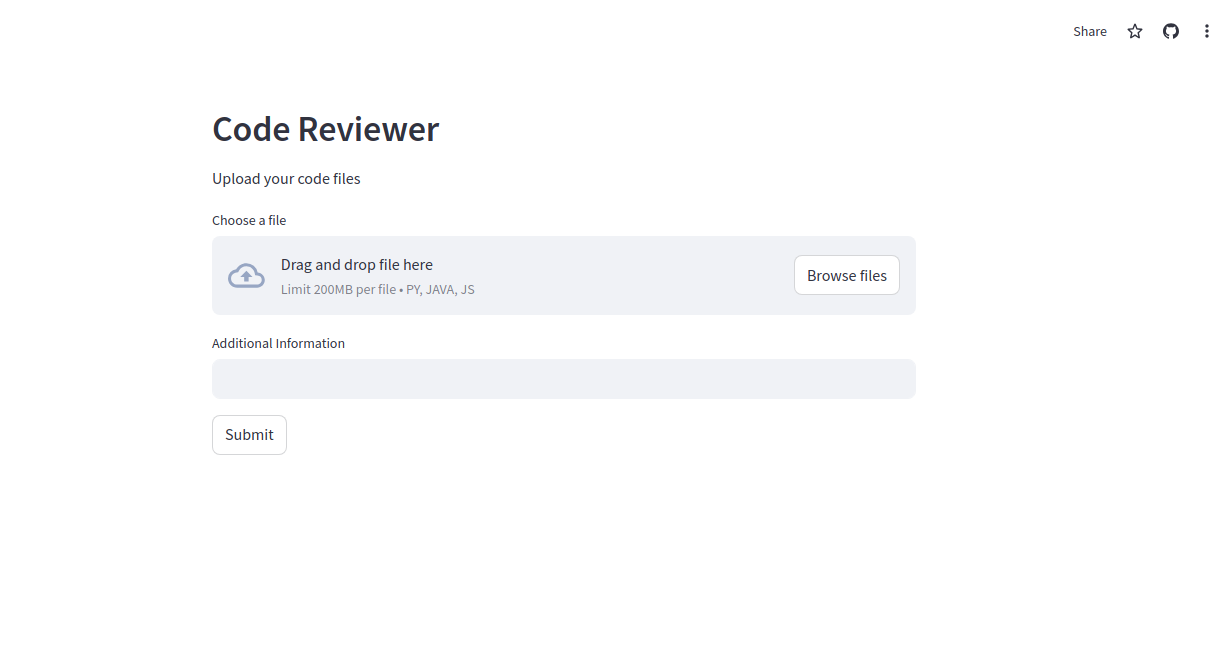 Share
Code Reviewer
Upload your code files
Choose a file
Drag and drop file here
Limit 200MB per file • PY, JAVA, JS
Browse files
Additional Information
Submit